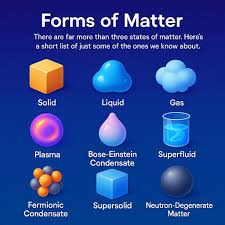 Forms of Matter
There are far more than three states of matter. Here's
a short list of just some of the ones we know about.
Solid
Liquid
Gas
Plasma
Bose-Einstein
Condensate
Superfluid
Fermionic
Condensate
Supersolid
Neutron-Degenerate
Matter